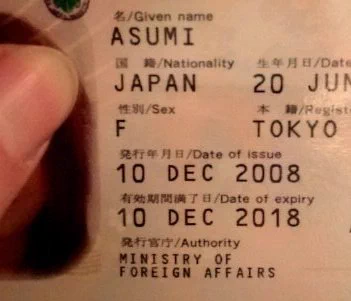 名/Given name
ASUMI
国 籍/Nationality 生年月日/Date
JAPAN 20 JUN
性別/Sex 本 籍/Registe
F TOKYO
発行年月日/Date of issue
10 DEC 2008
有効期間満了日/Date of expiry
10 DEC 2018
発行官庁/Authority
MINISTRY OF
FOREIGN AFFAIRS